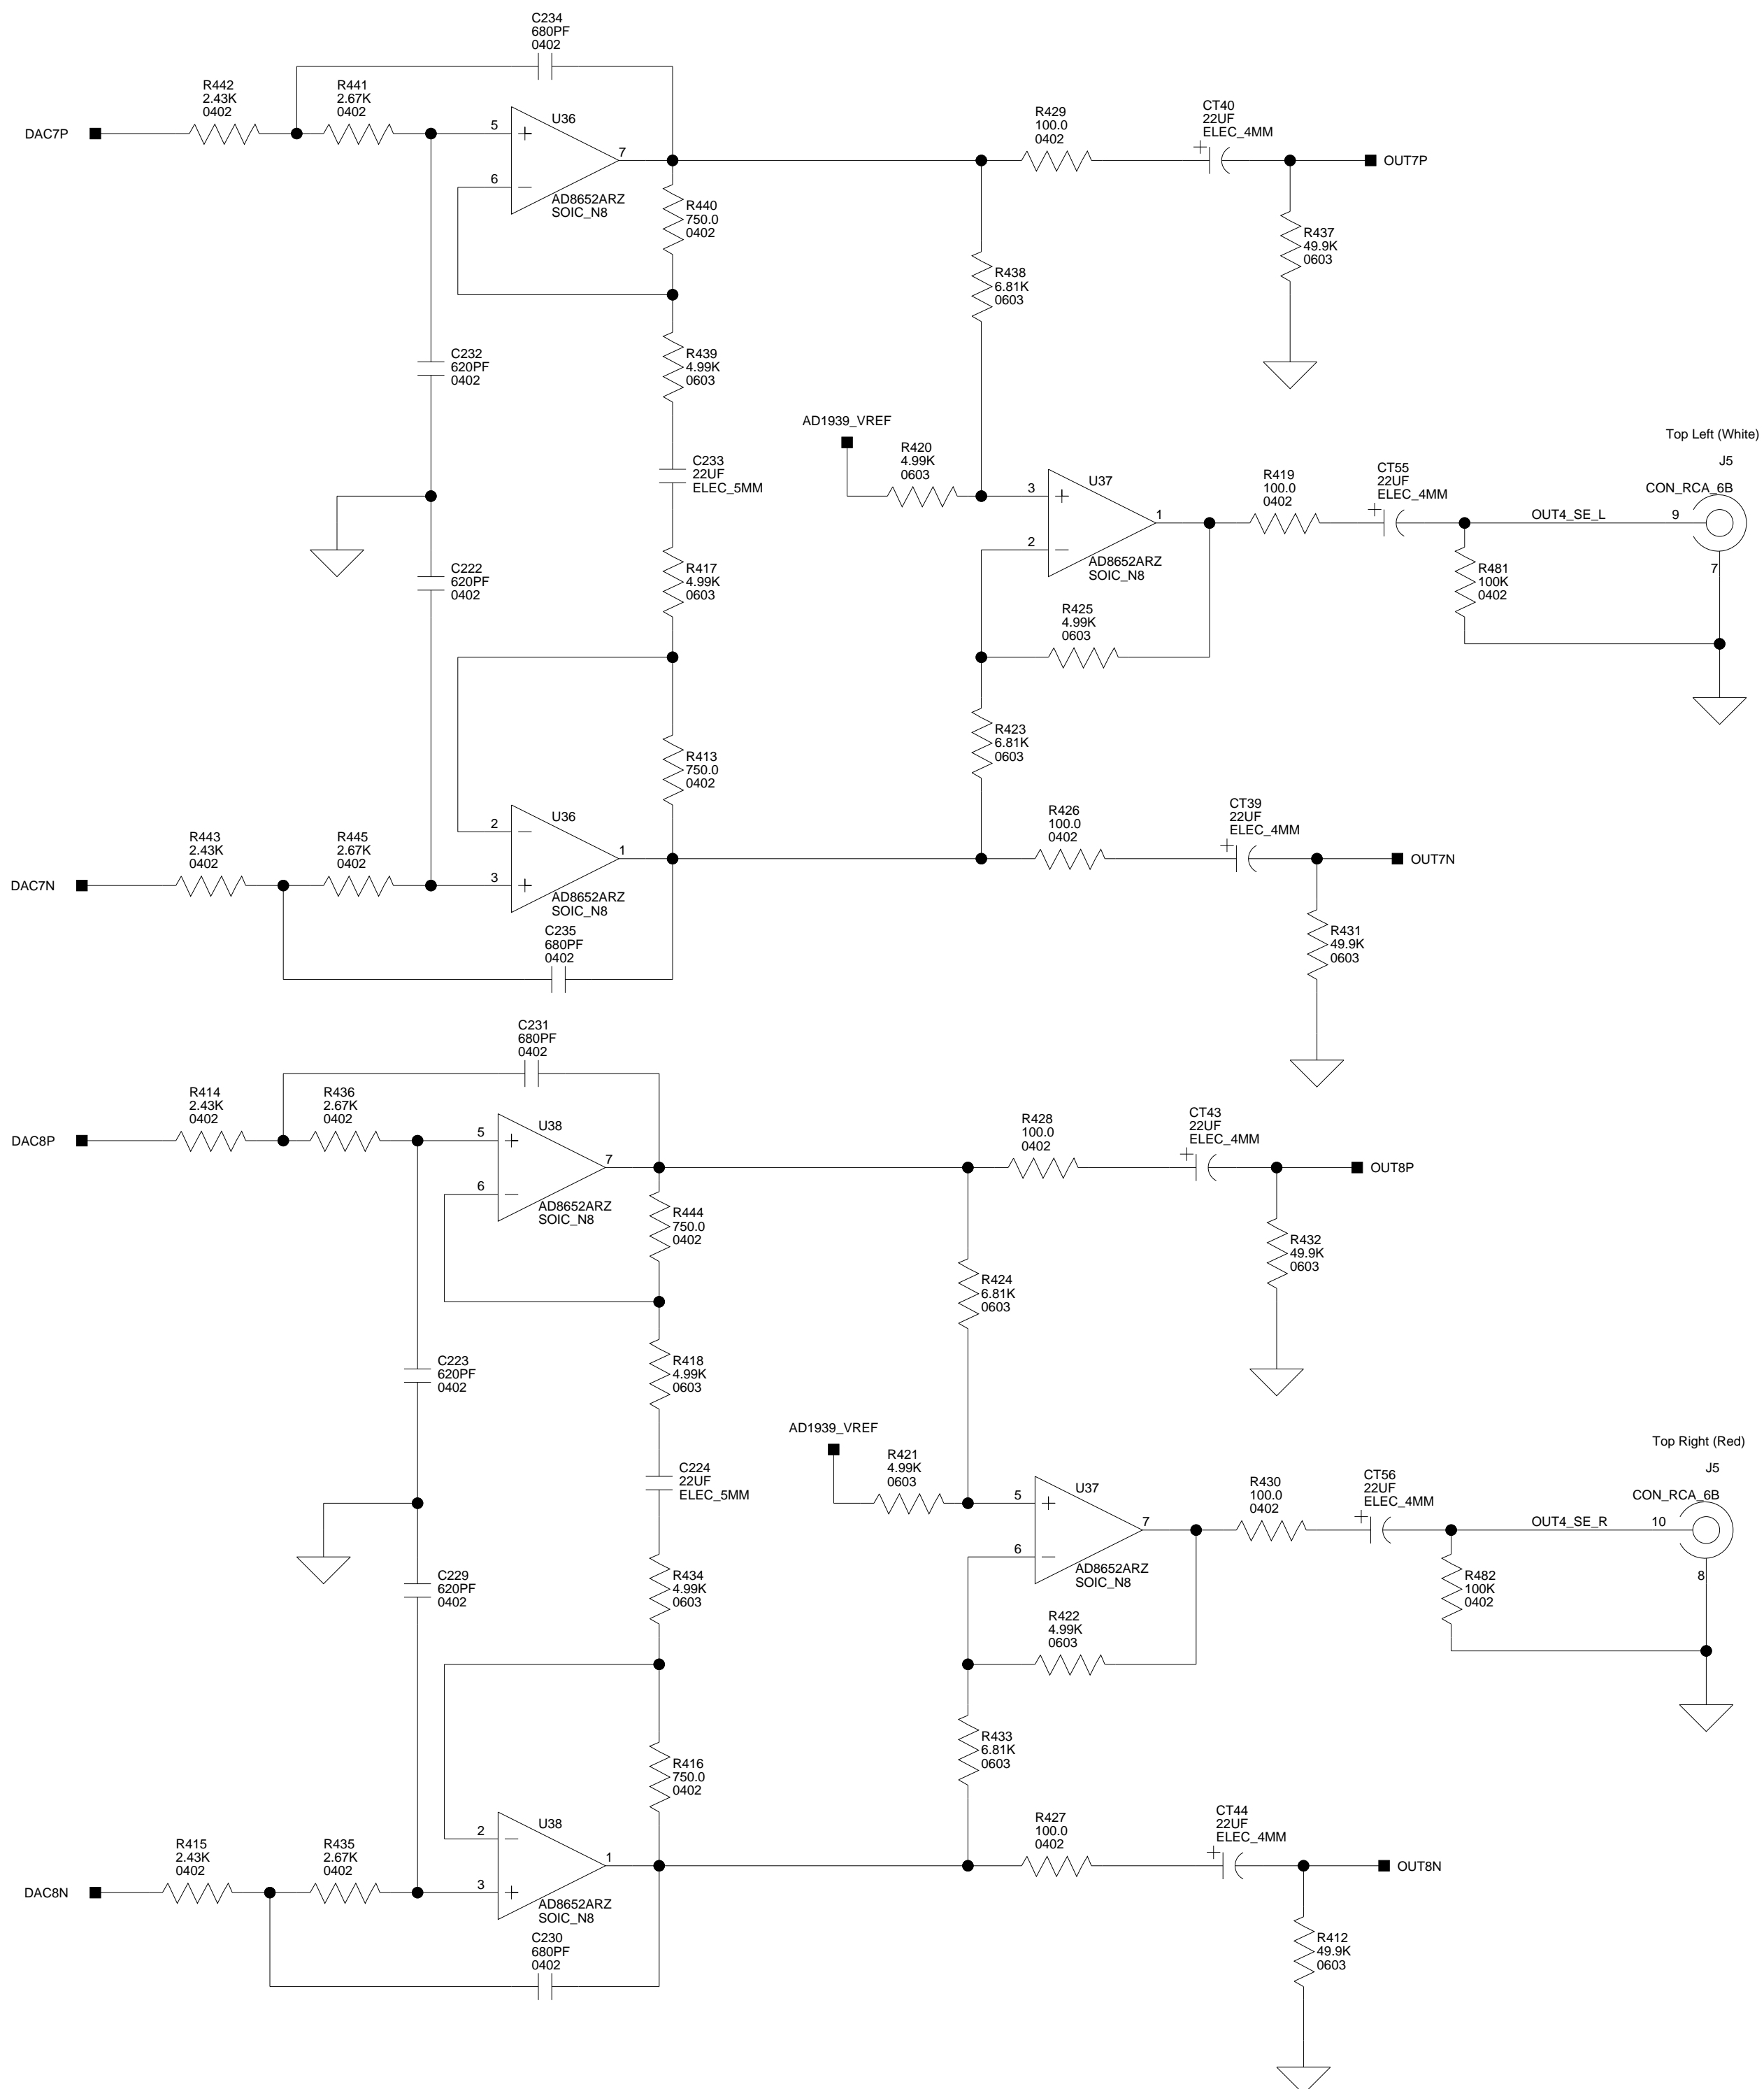 C234
680PF
0402
R442
2.43K
0402
R441
2.67K
0402
DAC7P
5
+
6
−
U36
7
AD8652ARZ
SOIC_N8
R440
750.0
0402
R429
100.0
0402
CT40
22UF
ELEC_4MM
+
OUT7P
R437
49.9K
0603
R438
6.81K
0603
R439
4.99K
0603
C232
620PF
0402
AD1939_VREF
R420
4.99K
0603
C233
22UF
ELEC_5MM
3
+
2
−
U37
1
AD8652ARZ
SOIC_N8
R419
100.0
0402
CT55
22UF
ELEC_4MM
+
Top Left (White)
J5
CON_RCA_6B
OUT4_SE_L
9
7
R481
100K
0402
C222
620PF
0402
R417
4.99K
0603
R425
4.99K
0603
R423
6.81K
0603
R413
750.0
0402
DAC7N
R443
2.43K
0402
R445
2.67K
0402
2
−
3
+
U36
1
AD8652ARZ
SOIC_N8
C235
680PF
0402
R426
100.0
0402
CT39
22UF
ELEC_4MM
+
OUT7N
R431
49.9K
0603
C231
680PF
0402
R414
2.43K
0402
R436
2.67K
0402
DAC8P
5
+
6
−
U38
7
AD8652ARZ
SOIC_N8
R444
750.0
0402
R428
100.0
0402
CT43
22UF
ELEC_4MM
+
OUT8P
R432
49.9K
0603
R424
6.81K
0603
R418
4.99K
0603
C223
620PF
0402
AD1939_VREF
R421
4.99K
0603
C224
22UF
ELEC_5MM
5
+
6
−
U37
7
AD8652ARZ
SOIC_N8
R430
100.0
0402
CT56
22UF
ELEC_4MM
+
Top Right (Red)
J5
CON_RCA_6B
OUT4_SE_R
10
8
R482
100K
0402
C229
620PF
0402
R434
4.99K
0603
R422
4.99K
0603
R433
6.81K
0603
R416
750.0
0402
DAC8N
R415
2.43K
0402
R435
2.67K
0402
2
−
3
+
U38
1
AD8652ARZ
SOIC_N8
C230
680PF
0402
R427
100.0
0402
CT44
22UF
ELEC_4MM
+
OUT8N
R412
49.9K
0603